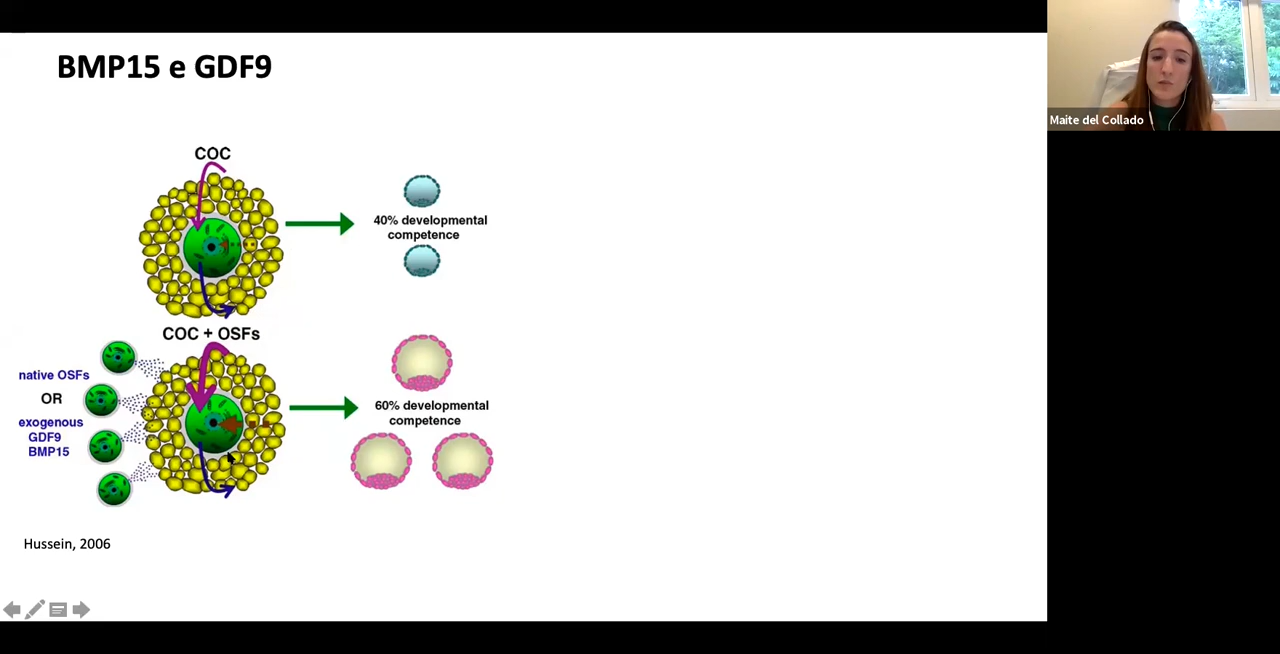 BMP15 e GDF9
COC
40% developmental
competence
COC + OSFs
native OSFs
OR
exogenous
GDF9
BMP15
60% developmental
competence
Hussein, 2006
Maite del Collado